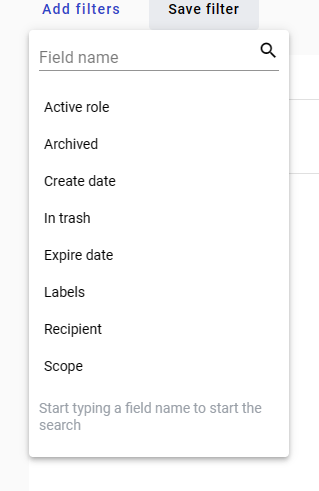 Add filters
Save filter
Field name
Active role
Archived
Create date
In trash
Expire date
Labels
Recipient
Scope
Start typing a field name to start the
search